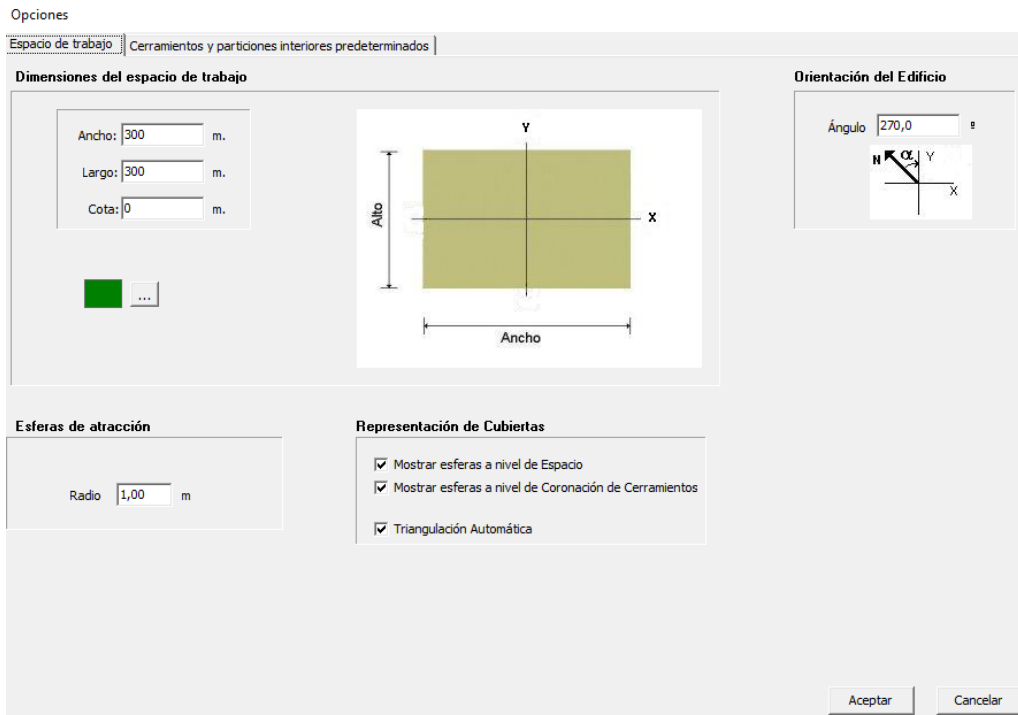 Opciones
Espacio de trabajo
Cerramientos y particiones interiores predeterminados
Dimensiones del espacio de trabajo
Ancho: 300 m.
Largo: 300 m.
Cota: 0 m.
...
Y
X
Alto
Ancho
Orientación del Edificio
Ángulo 270,0 º
N α Y
X
Esferas de atracción
Radio 1,00 m
Representación de Cubiertas
Mostrar esferas a nivel de Espacio
Mostrar esferas a nivel de Coronación de Cerramientos
Triangulación Automática
Aceptar
Cancelar